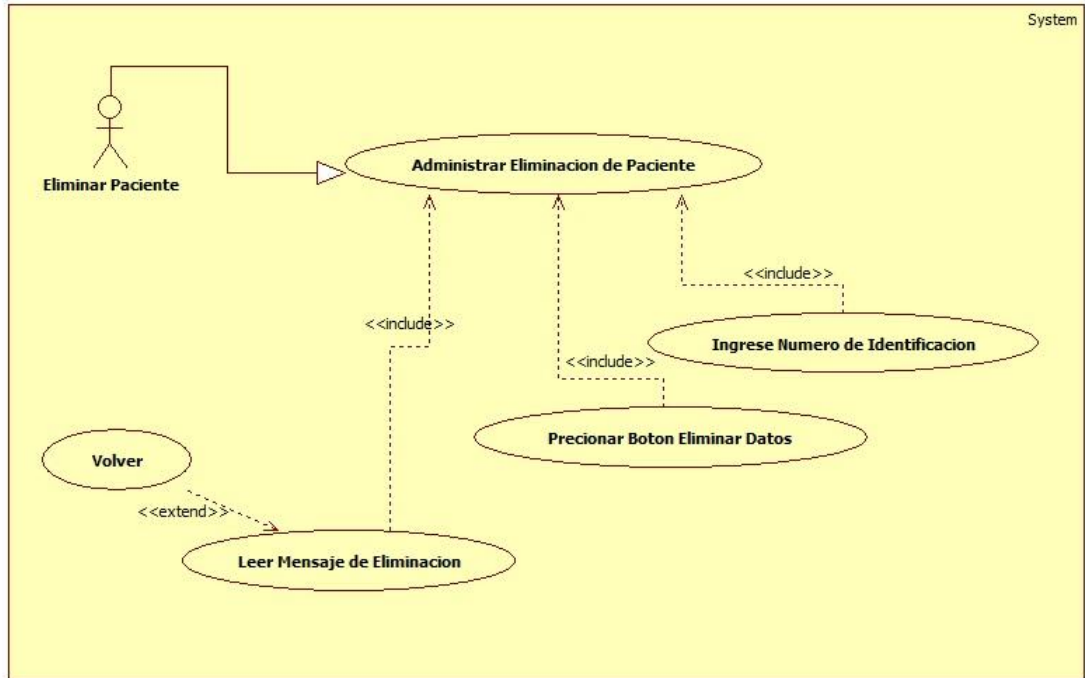 System
Eliminar Paciente
Administrar Eliminacion de Paciente
<<include>>
<<include>>
Ingrese Numero de Identificacion
<<include>>
Precionar Boton Eliminar Datos
Volver
<<extend>>
Leer Mensaje de Eliminacion